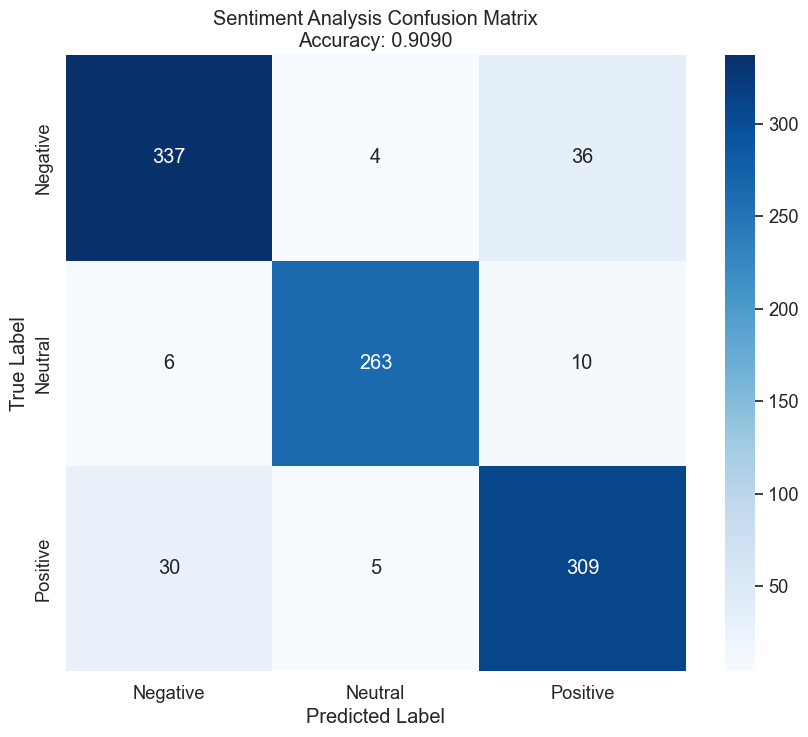 Sentiment Analysis Confusion Matrix
Accuracy: 0.9090
True Label
Negative
337 4 36
Neutral
6 263 10
Positive
30 5 309
Negative Neutral Positive
Predicted Label
300
250
200
150
100
50